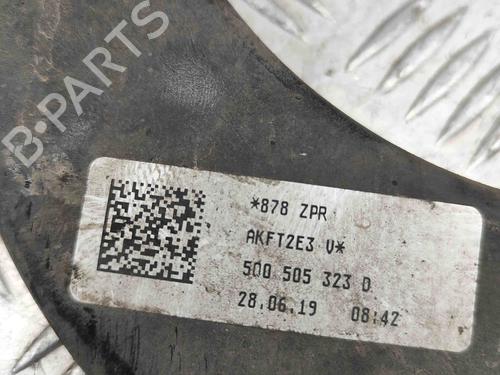 B-PARTS
*878 ZPR
AKFT2E3 V*
5Q0 505 323 D
28.06.19 08:42